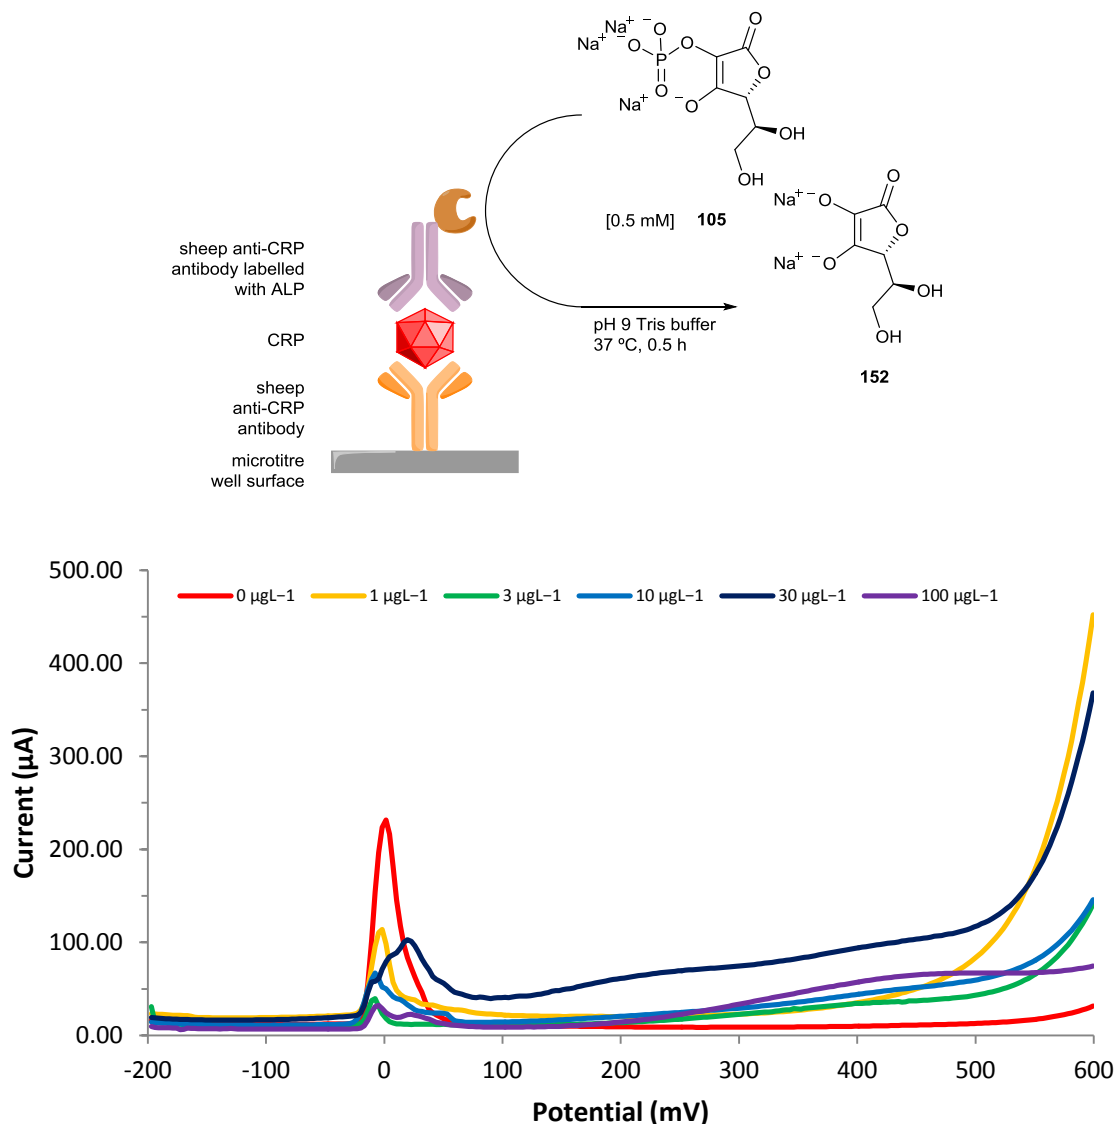 Na⁺ ⁻O
Na⁺ ⁻O
P
O
O
Na⁺ ⁻O
O
O
OH
OH
[0.5 mM] 105
Na⁺ ⁻O
O
O
Na⁺ ⁻O
OH
OH
152
sheep anti-CRP
antibody labelled
with ALP
CRP
sheep
anti-CRP
antibody
microtitre
well surface
pH 9 Tris buffer
37 ºC, 0.5 h
500.00
400.00
300.00
200.00
100.00
0.00
Current (µA)
0 µgL−1 1 µgL−1 3 µgL−1 10 µgL−1 30 µgL−1 100 µgL−1
-200 -100 0 100 200 300 400 500 600
Potential (mV)